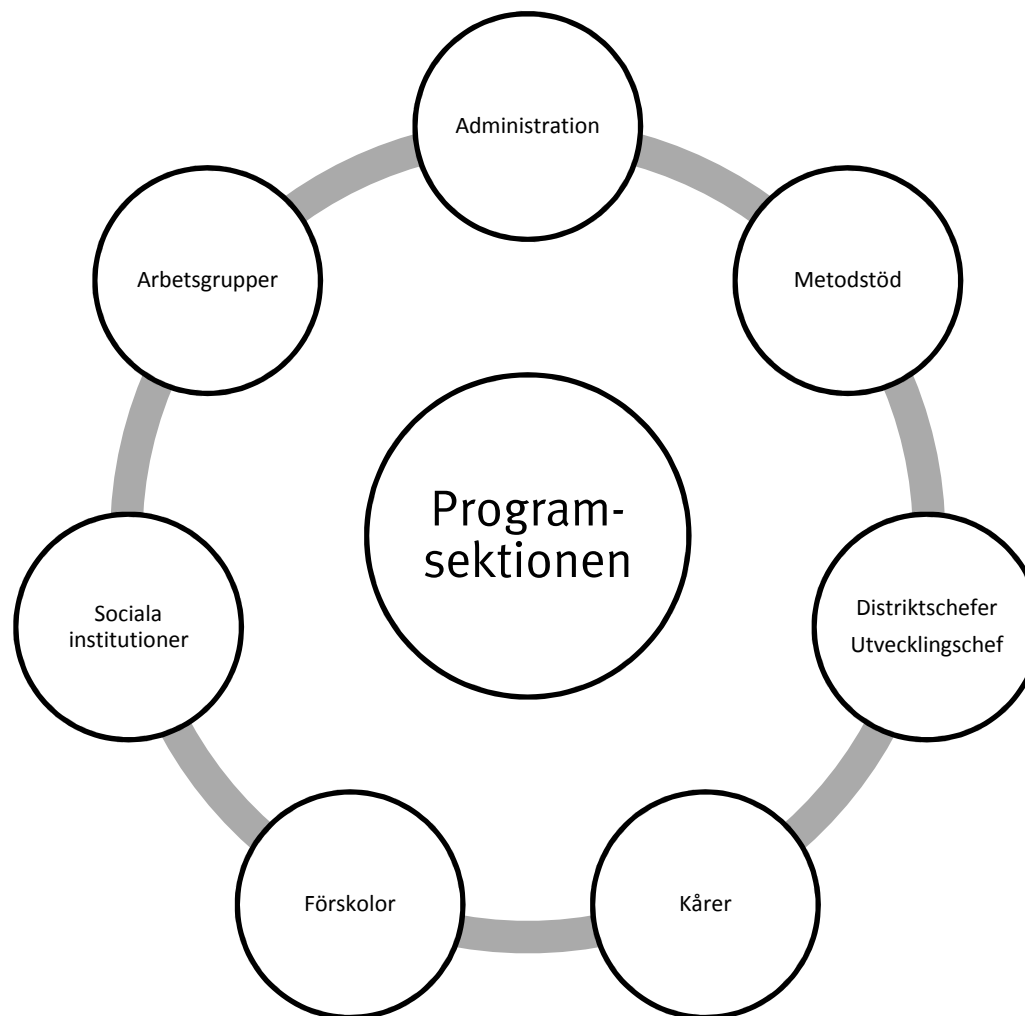 Administration
Arbetsgrupper
Metodstöd
Program-
sektionen
Sociala
institutioner
Distriktschefer
Utvecklingschef
Förskolor
Kårer